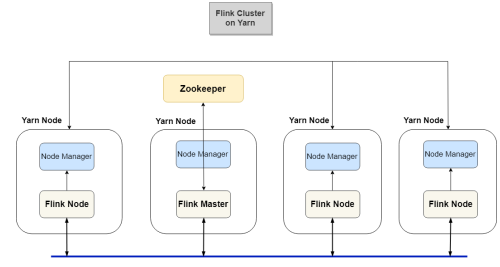 Flink Cluster
on Yarn
Zookeeper
Yarn Node
Yarn Node
Yarn Node
Yarn Node
Node Manager
Node Manager
Node Manager
Node Manager
Flink Node
Flink Master
Flink Node
Flink Node